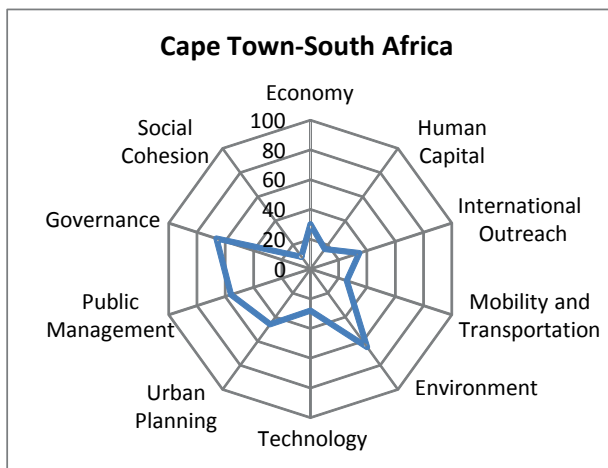 Cape Town-South Africa
Economy
Human
Capital
International
Outreach
Mobility and
Transportation
Environment
Technology
Urban
Planning
Public
Management
Governance
Social
Cohesion
100
80
60
40
20
0